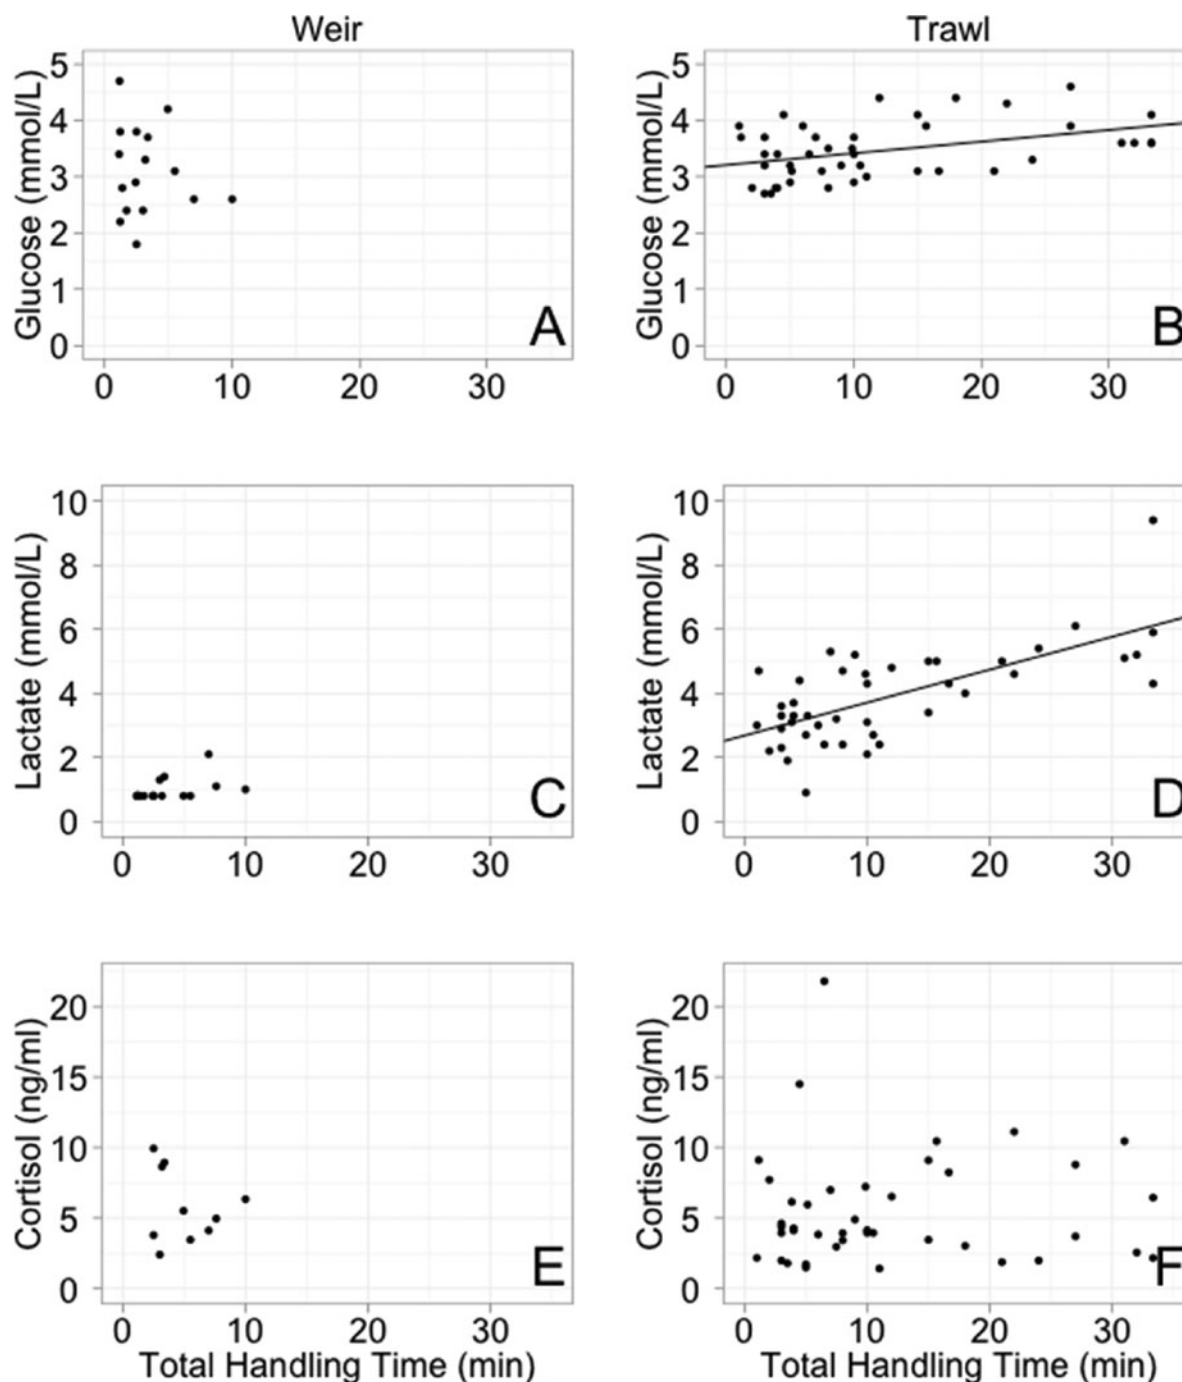 Weir Trawl
Glucose (mmol/L) 5 4 3 2 1 0 A
0 10 20 30
Glucose (mmol/L) 5 4 3 2 1 0 B
0 10 20 30
Lactate (mmol/L) 10 8 6 4 2 0 C
0 10 20 30
Lactate (mmol/L) 10 8 6 4 2 0 D
0 10 20 30
Cortisol (ng/ml) 20 15 10 5 0 E
0 10 20 30
Total Handling Time (min)
Cortisol (ng/ml) 20 15 10 5 0 F
0 10 20 30
Total Handling Time (min)